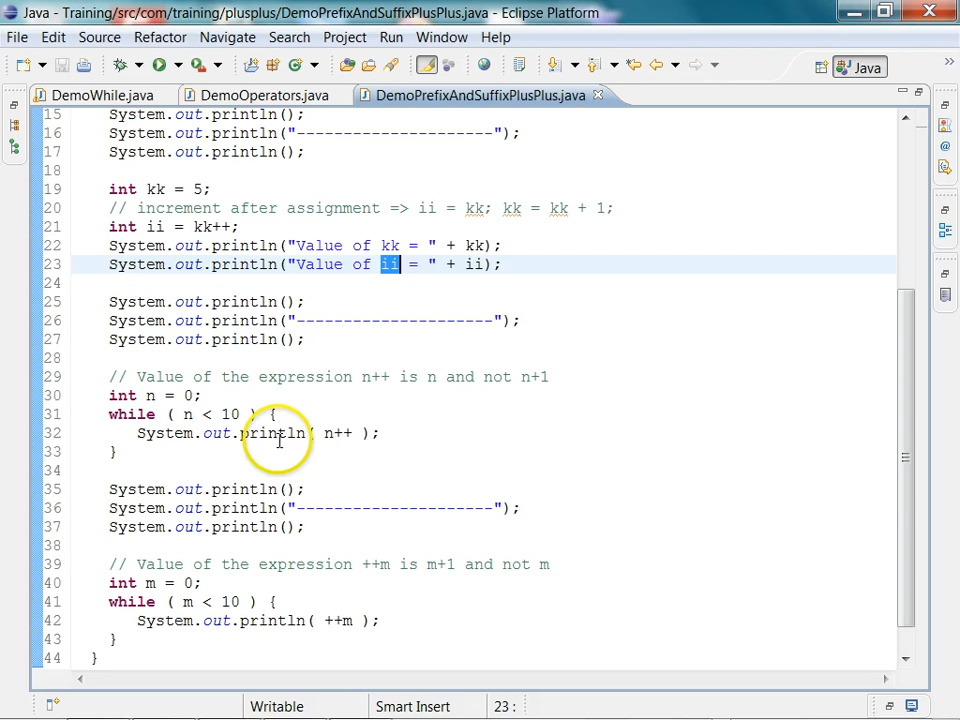 Java - Training/src/com/training/plusplus/DemoPrefixAndSuffixPlusPlus.java - Eclipse Platform
File Edit Source Refactor Navigate Search Project Run Window Help
Java
DemoWhile.java DemoOperators.java DemoPrefixAndSuffixPlusPlus.java
15 System.out.println();
16 System.out.println("---------------------");
17 System.out.println();
18
19 int kk = 5;
20 // increment after assignment => ii = kk; kk = kk + 1;
21 int ii = kk++;
22 System.out.println("Value of kk = " + kk);
23 System.out.println("Value of ii = " + ii);
24
25 System.out.println();
26 System.out.println("---------------------");
27 System.out.println();
28
29 // Value of the expression n++ is n and not n+1
30 int n = 0;
31 while ( n < 10 ) {
32 System.out.println( n++ );
33 }
34
35 System.out.println();
36 System.out.println("---------------------");
37 System.out.println();
38
39 // Value of the expression ++m is m+1 and not m
40 int m = 0;
41 while ( m < 10 ) {
42 System.out.println( ++m );
43 }
44 }
Writable Smart Insert 23 :